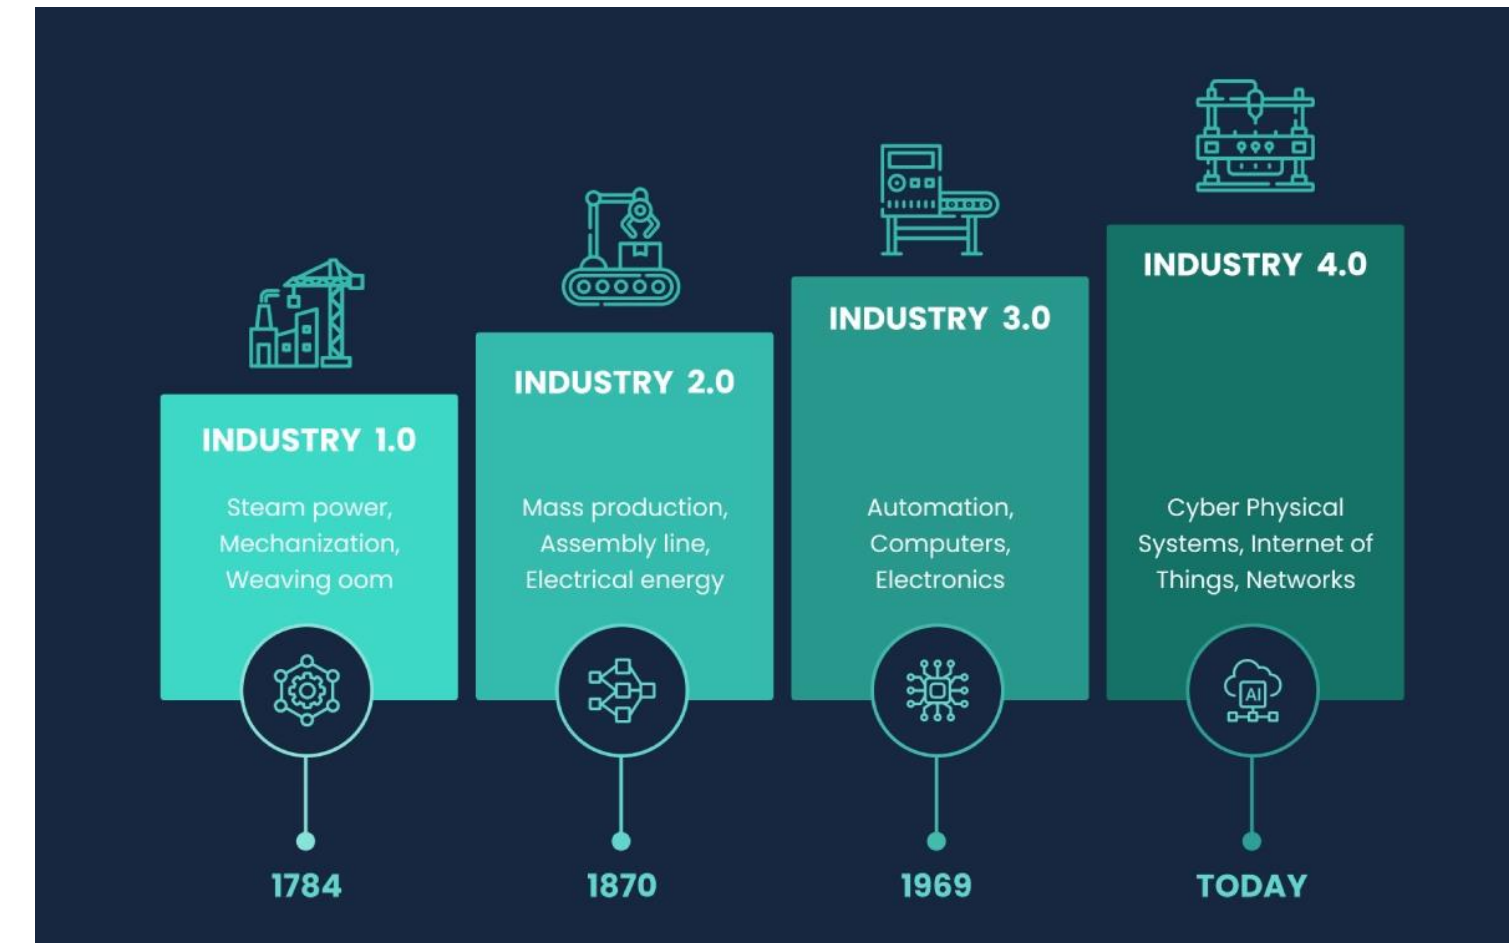 INDUSTRY 1.0
Steam power,
Mechanization,
Weaving oom
1784
INDUSTRY 2.0
Mass production,
Assembly line,
Electrical energy
1870
INDUSTRY 3.0
Automation,
Computers,
Electronics
1969
INDUSTRY 4.0
Cyber Physical
Systems, Internet of
Things, Networks
AI
TODAY